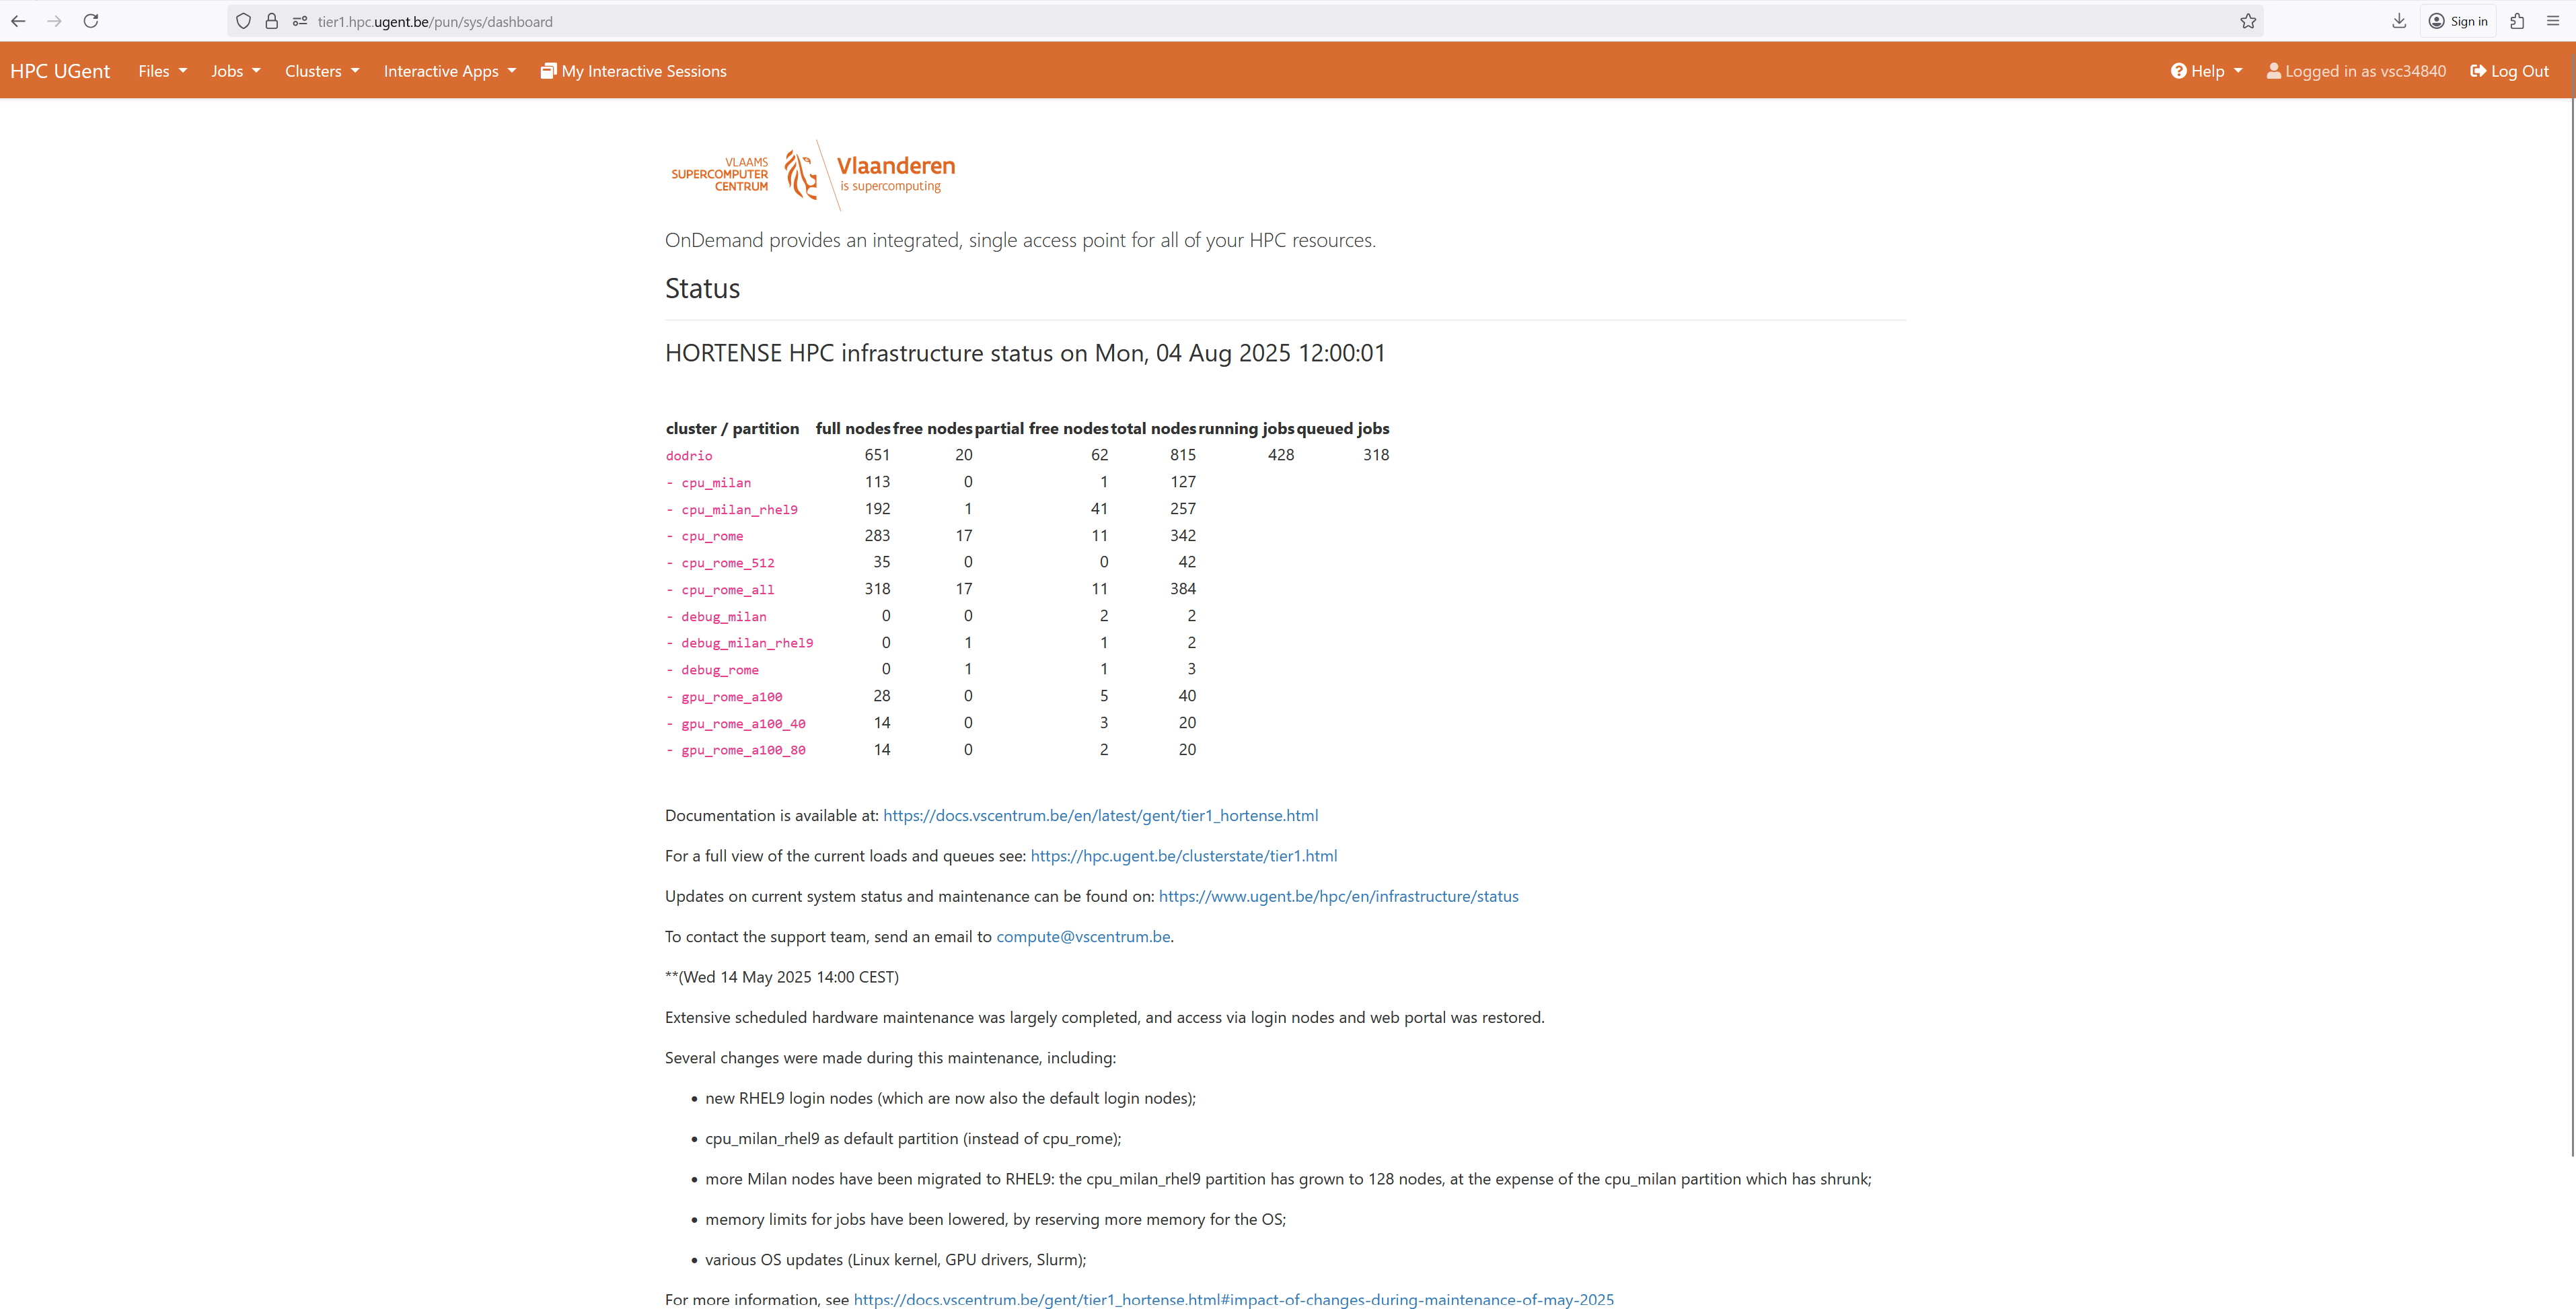 tier1.hpc.ugent.be/pun/sys/dashboard
Sign in
HPC UGent Files Jobs Clusters Interactive Apps My Interactive Sessions Help Logged in as vsc34840 Log Out
VLAAMS
SUPERCOMPUTER
CENTRUM
Vlaanderen
is supercomputing
OnDemand provides an integrated, single access point for all of your HPC resources.
Status
HORTENSE HPC infrastructure status on Mon, 04 Aug 2025 12:00:01
cluster / partition full nodes free nodes partial free nodes total nodes running jobs queued jobs
dodrio 651 20 62 815 428 318
- cpu_milan 113 0 1 127
- cpu_milan_rhel9 192 1 41 257
- cpu_rome 283 17 11 342
- cpu_rome_512 35 0 0 42
- cpu_rome_all 318 17 11 384
- debug_milan 0 0 2 2
- debug_milan_rhel9 0 1 1 2
- debug_rome 0 1 1 3
- gpu_rome_a100 28 0 5 40
- gpu_rome_a100_40 14 0 3 20
- gpu_rome_a100_80 14 0 2 20
Documentation is available at: https://docs.vscentrum.be/en/latest/gent/tier1_hortense.html
For a full view of the current loads and queues see: https://hpc.ugent.be/clusterstate/tier1.html
Updates on current system status and maintenance can be found on: https://www.ugent.be/hpc/en/infrastructure/status
To contact the support team, send an email to compute@vscentrum.be.
**(Wed 14 May 2025 14:00 CEST)
Extensive scheduled hardware maintenance was largely completed, and access via login nodes and web portal was restored.
Several changes were made during this maintenance, including:
• new RHEL9 login nodes (which are now also the default login nodes);
• cpu_milan_rhel9 as default partition (instead of cpu_rome);
• more Milan nodes have been migrated to RHEL9: the cpu_milan_rhel9 partition has grown to 128 nodes, at the expense of the cpu_milan partition which has shrunk;
• memory limits for jobs have been lowered, by reserving more memory for the OS;
• various OS updates (Linux kernel, GPU drivers, Slurm);
For more information, see https://docs.vscentrum.be/gent/tier1_hortense.html#impact-of-changes-during-maintenance-of-may-2025